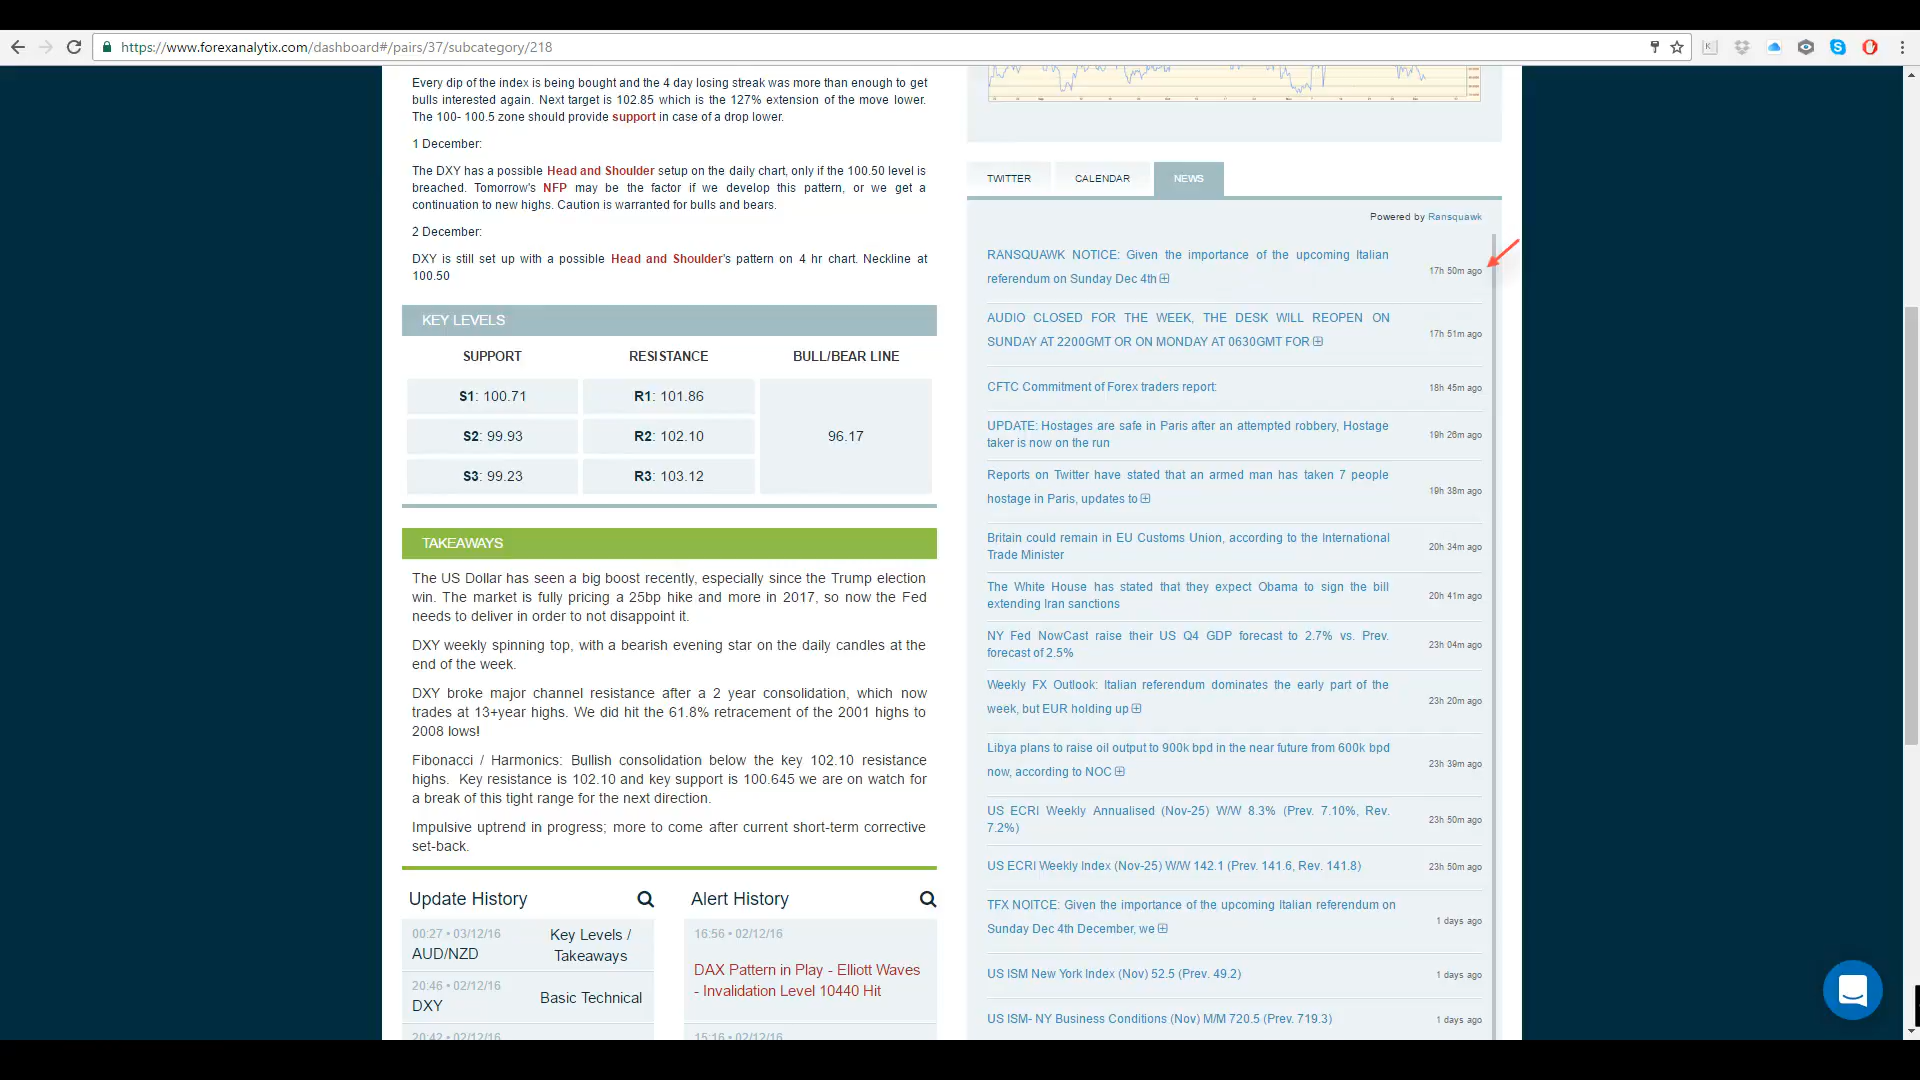 https://www.forexanalytix.com/dashboard#/pairs/37/subcategory/218
Every dip of the index is being bought and the 4 day losing streak was more than enough to get
bulls interested again. Next target is 102.85 which is the 127% extension of the move lower.
The 100- 100.5 zone should provide support in case of a drop lower.
1 December:
The DXY has a possible Head and Shoulder setup on the daily chart, only if the 100.50 level is
breached. Tomorrow's NFP may be the factor if we develop this pattern, or we get a
continuation to new highs. Caution is warranted for bulls and bears.
2 December:
DXY is still set up with a possible Head and Shoulder's pattern on 4 hr chart. Neckline at
100.50
KEY LEVELS
SUPPORT RESISTANCE BULL/BEAR LINE
S1: 100.71 R1: 101.86
S2: 99.93 R2: 102.10 96.17
S3: 99.23 R3: 103.12
TAKEAWAYS
The US Dollar has seen a big boost recently, especially since the Trump election
win. The market is fully pricing a 25bp hike and more in 2017, so now the Fed
needs to deliver in order to not disappoint it.
DXY weekly spinning top, with a bearish evening star on the daily candles at the
end of the week.
DXY broke major channel resistance after a 2 year consolidation, which now
trades at 13+year highs. We did hit the 61.8% retracement of the 2001 highs to
2008 lows!
Fibonacci / Harmonics: Bullish consolidation below the key 102.10 resistance
highs. Key resistance is 102.10 and key support is 100.645 we are on watch for
a break of this tight range for the next direction.
Impulsive uptrend in progress; more to come after current short-term corrective
set-back.
Update History
00:27 • 03/12/16
AUD/NZD
Key Levels /
Takeaways
20:46 • 02/12/16
DXY
Basic Technical
20:42 • 02/12/16
Alert History
16:56 • 02/12/16
DAX Pattern in Play - Elliott Waves
- Invalidation Level 10440 Hit
15:16 • 02/12/16
TWITTER CALENDAR NEWS
Powered by Ransquawk
RANSQUAWK NOTICE: Given the importance of the upcoming Italian
referendum on Sunday Dec 4th
17h 50m ago
AUDIO CLOSED FOR THE WEEK, THE DESK WILL REOPEN ON
SUNDAY AT 2200GMT OR ON MONDAY AT 0630GMT FOR
17h 51m ago
CFTC Commitment of Forex traders report:
18h 45m ago
UPDATE: Hostages are safe in Paris after an attempted robbery, Hostage
taker is now on the run
19h 26m ago
Reports on Twitter have stated that an armed man has taken 7 people
hostage in Paris, updates to
19h 38m ago
Britain could remain in EU Customs Union, according to the International
Trade Minister
20h 34m ago
The White House has stated that they expect Obama to sign the bill
extending Iran sanctions
20h 41m ago
NY Fed NowCast raise their US Q4 GDP forecast to 2.7% vs. Prev.
forecast of 2.5%
23h 04m ago
Weekly FX Outlook: Italian referendum dominates the early part of the
week, but EUR holding up
23h 20m ago
Libya plans to raise oil output to 900k bpd in the near future from 600k bpd
now, according to NOC
23h 39m ago
US ECRI Weekly Annualised (Nov-25) W/W 8.3% (Prev. 7.10%, Rev.
7.2%)
23h 50m ago
US ECRI Weekly Index (Nov-25) W/W 142.1 (Prev. 141.6, Rev. 141.8)
23h 50m ago
TFX NOITCE: Given the importance of the upcoming Italian referendum on
Sunday Dec 4th December, we
1 days ago
US ISM New York Index (Nov) 52.5 (Prev. 49.2)
1 days ago
US ISM- NY Business Conditions (Nov) M/M 720.5 (Prev. 719.3)
1 days ago